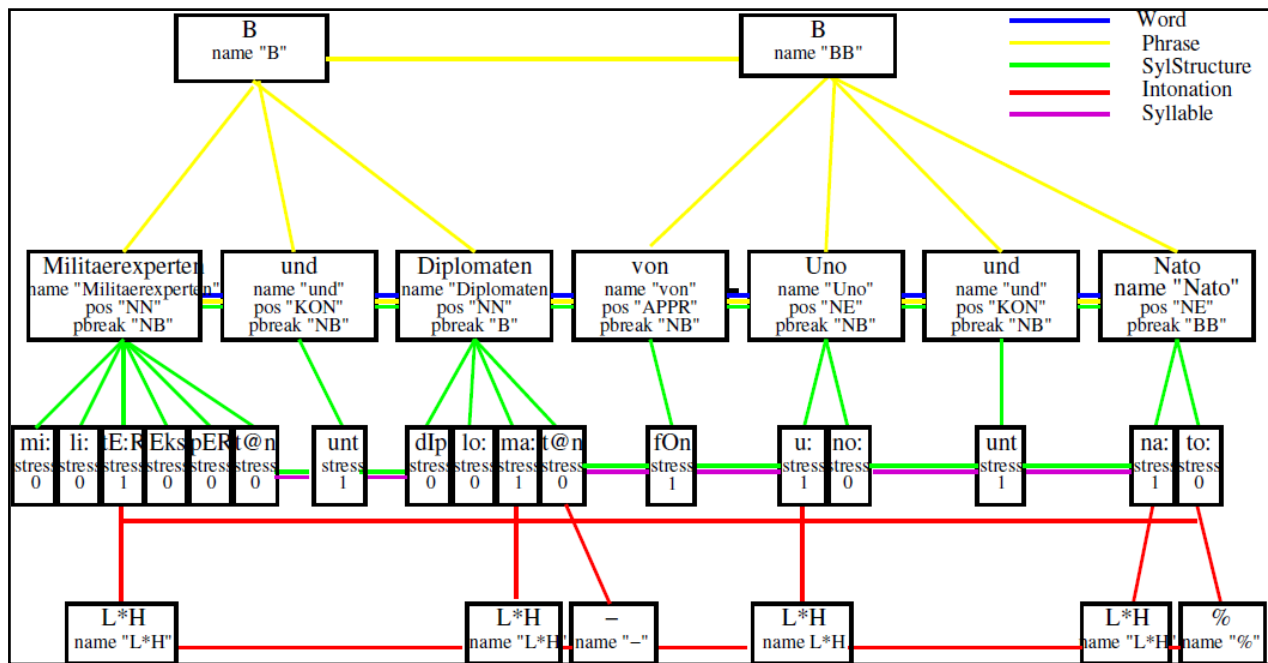 B
name "B"
B
name "BB"
Word
Phrase
SylStructure
Intonation
Syllable
Militaerexperten
name "Militaerexperten"
pos "NN"
pbreak "NB"
und
name "und"
pos "KON"
pbreak "NB"
Diplomaten
name "Diplomaten
pos "NN"
pbreak "B"
von
name "von"
pos "APPR"
pbreak "NB"
Uno
name "Uno"
pos "NE"
pbreak "NB"
und
name "und"
pos "KON"
pbreak "NB"
Nato
name "Nato"
pos "NE"
pbreak "BB"
mi:
stress
0
li:
stress
0
tE:R
stress
1
Eks
stress
0
pER
stress
0
t@n
stress
0
unt
stress
1
dIp
stress
0
lo:
stress
0
ma:
stress
1
t@n
stress
0
fOn
stress
1
u:
stress
1
no:
stress
0
unt
stress
1
na:
stress
1
to:
stress
0
L*H
name "L*H"
L*H
name "L*H"
–
name "–"
L*H
name L*H
L*H
name "L*H"
%
name "%"